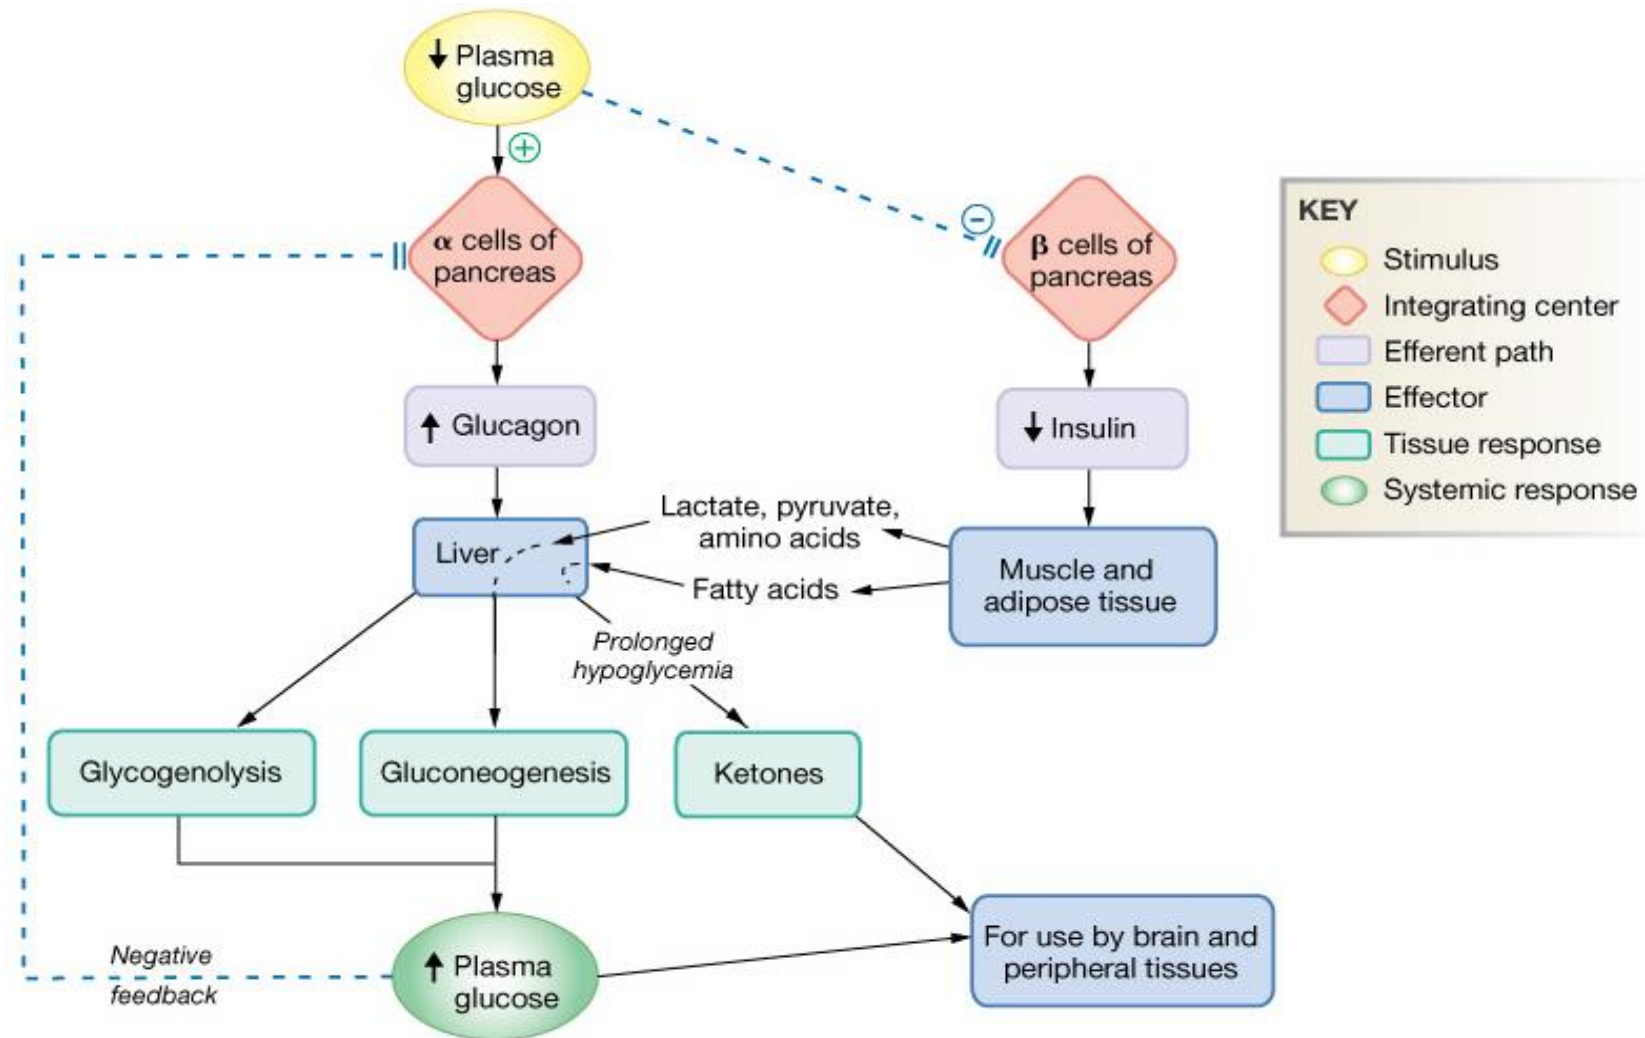 ↓ Plasma
glucose
+
α cells of
pancreas
−
β cells of
pancreas
↑ Glucagon
↓ Insulin
Liver
Lactate, pyruvate,
amino acids
Fatty acids
Muscle and
adipose tissue
Prolonged
hypoglycemia
Glycogenolysis
Gluconeogenesis
Ketones
↑ Plasma
glucose
Negative
feedback
For use by brain and
peripheral tissues
KEY
Stimulus
Integrating center
Efferent path
Effector
Tissue response
Systemic response